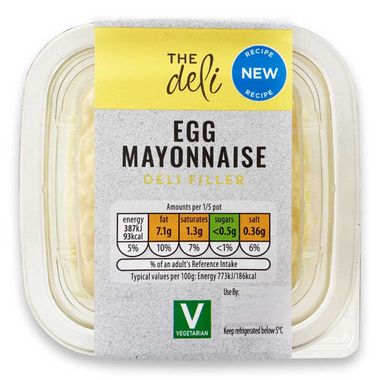 THE
deli
RECIPE
NEW
RECIPE
EGG
MAYONNAISE
DELI FILLER
Amounts per 1/5 pot
energy fat saturates sugars salt
387kJ
93kcal 7.1g 1.3g <0.5g 0.36g
5% 10% 7% <1% 6%
% of an adult's Reference Intake
Typical values per 100g: Energy 773kJ/186kcal
Use By:
V
VEGETARIAN
Keep refrigerated below 5°C